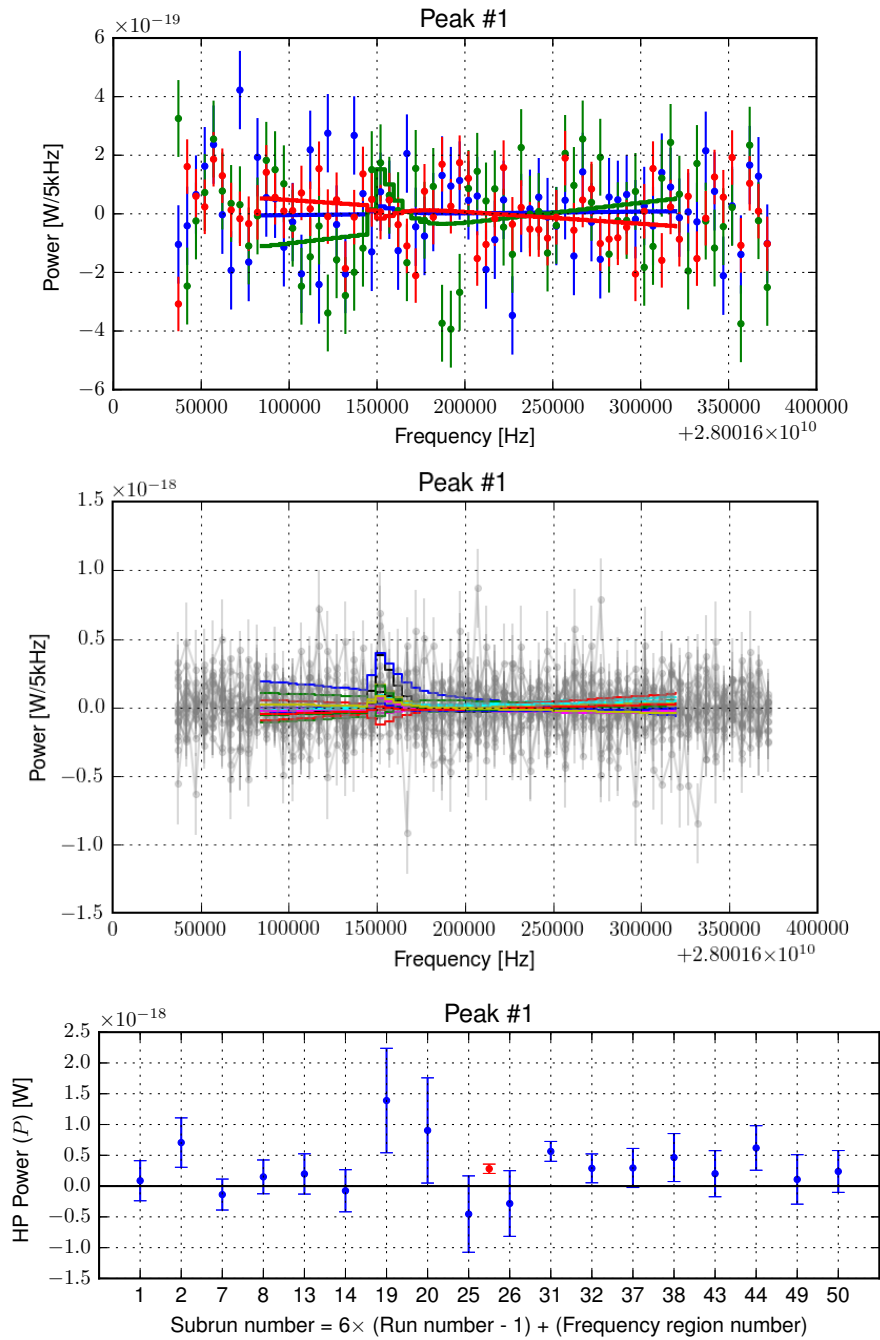 Peak #1
×10−19
Power [W/5kHz]
6
4
2
0
−2
−4
−6
0 50000 100000 150000 200000 250000 300000 350000 400000
Frequency [Hz]
+2.80016×10^10
Peak #1
×10−18
Power [W/5kHz]
1.5
1.0
0.5
0.0
−0.5
−1.0
−1.5
0 50000 100000 150000 200000 250000 300000 350000 400000
Frequency [Hz]
+2.80016×10^10
Peak #1
×10−18
HP Power (P) [W]
2.5
2.0
1.5
1.0
0.5
0.0
−0.5
−1.0
−1.5
1 2 7 8 13 14 19 20 25 26 31 32 37 38 43 44 49 50
Subrun number = 6× (Run number - 1) + (Frequency region number)